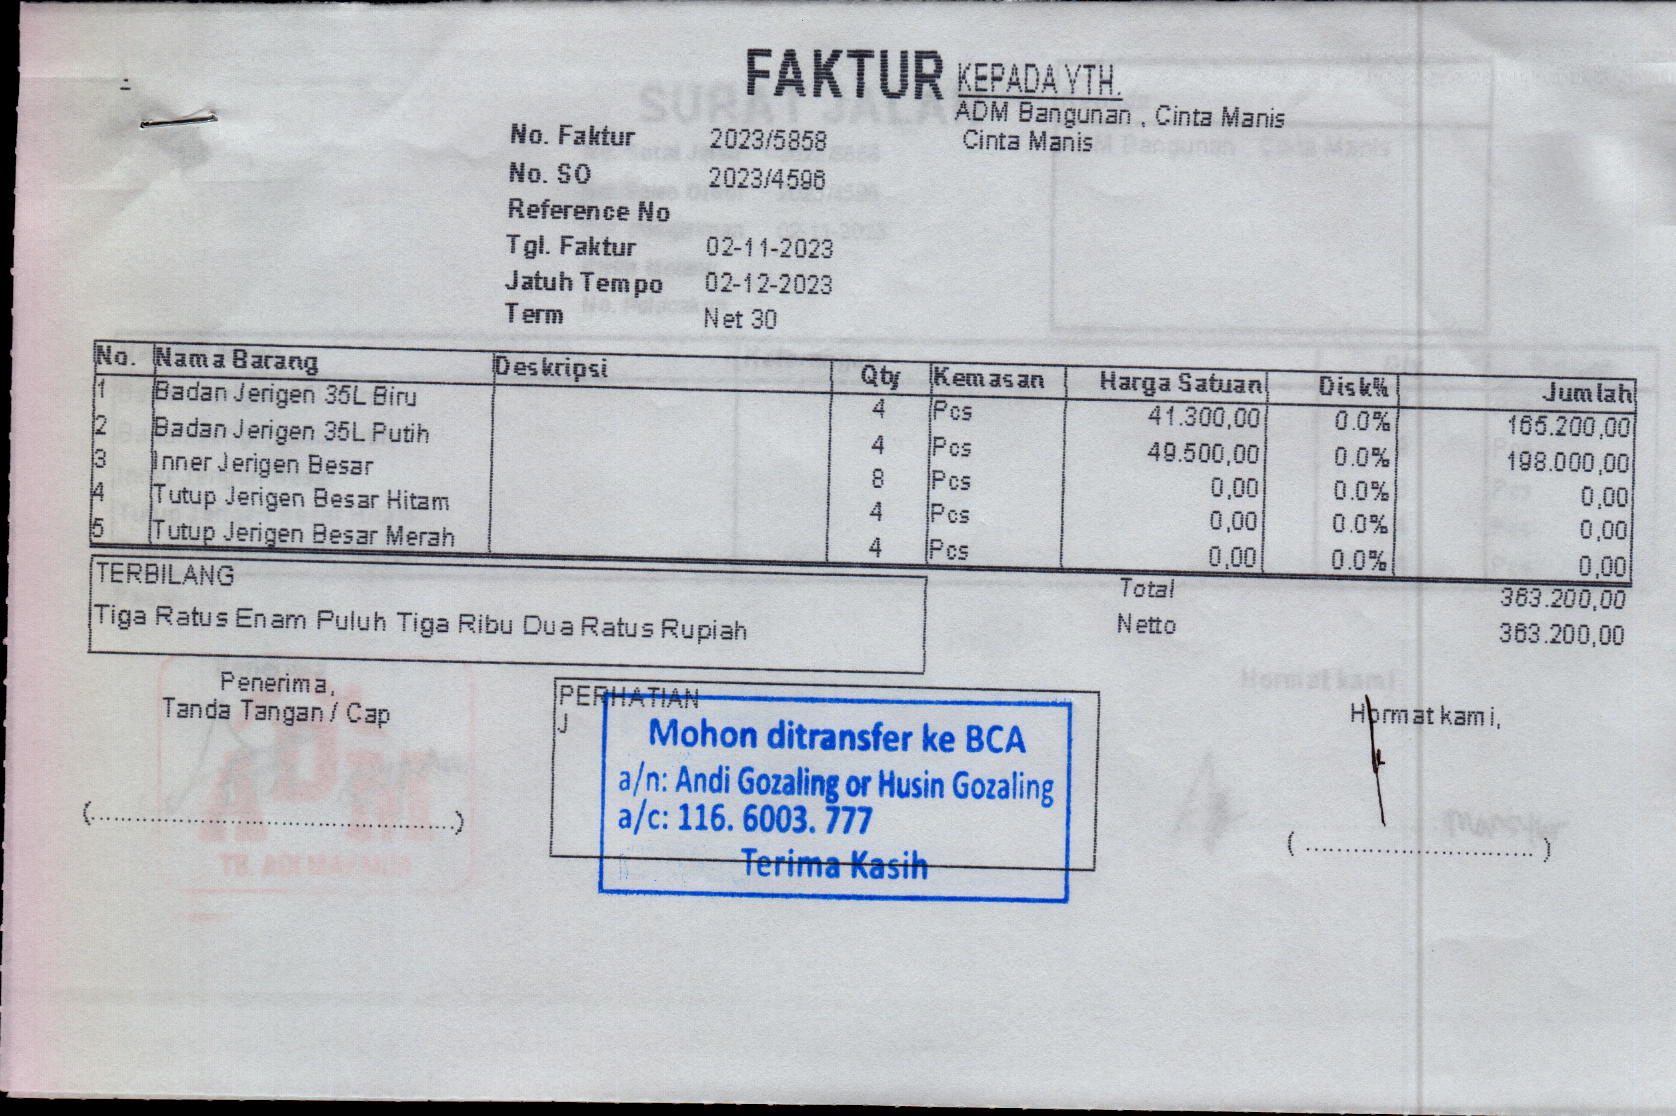 FAKTUR KEPADA YTH.
ADM Bangunan , Cinta Manis
Cinta Manis
No. Faktur 2023/5858
No. SO 2023/4596
Reference No
Tgl. Faktur 02-11-2023
Jatuh Tempo 02-12-2023
Term Net 30
No. Nama Barang Deskripsi Qty Kemasan Harga Satuan Disk% Jumlah
1 Badan Jerigen 35L Biru 4 Pcs 41.300,00 0.0% 165.200,00
2 Badan Jerigen 35L Putih 4 Pcs 49.500,00 0.0% 198.000,00
3 Inner Jerigen Besar 8 Pcs 0,00 0.0% 0,00
4 Tutup Jerigen Besar Hitam 4 Pcs 0,00 0.0% 0,00
5 Tutup Jerigen Besar Merah 4 Pcs 0,00 0.0% 0,00
TERBILANG
Tiga Ratus Enam Puluh Tiga Ribu Dua Ratus Rupiah
Total 363.200,00
Netto 363.200,00
Penerima,
Tanda Tangan / Cap
(..........................................................)
PERHATIAN
J
Mohon ditransfer ke BCA
a/n: Andi Gozaling or Husin Gozaling
a/c: 116. 6003. 777
Terima Kasih
Hormat kami,
( .................................... )